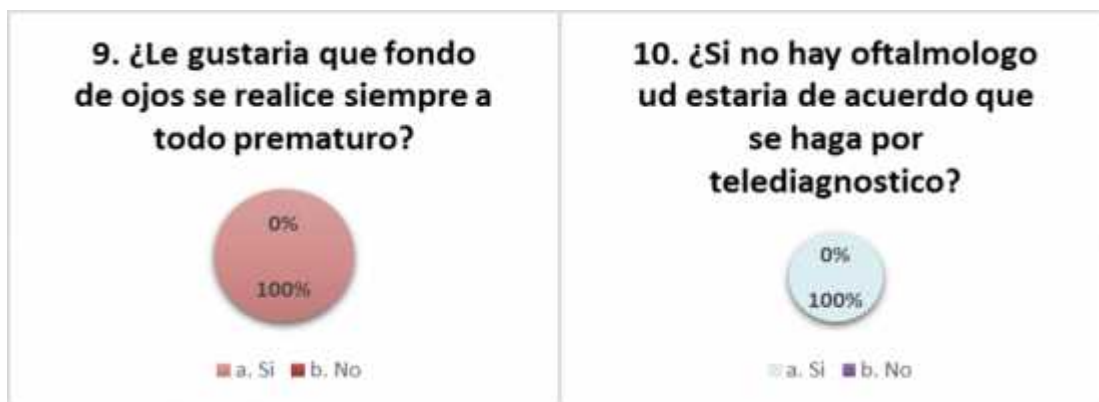 9. ¿Le gustaria que fondo
de ojos se realice siempre a
todo prematuro?
0%
100%
a. Si b. No
10. ¿Si no hay oftalmologo
ud estaria de acuerdo que
se haga por
telediagnostico?
0%
100%
a. Si b. No